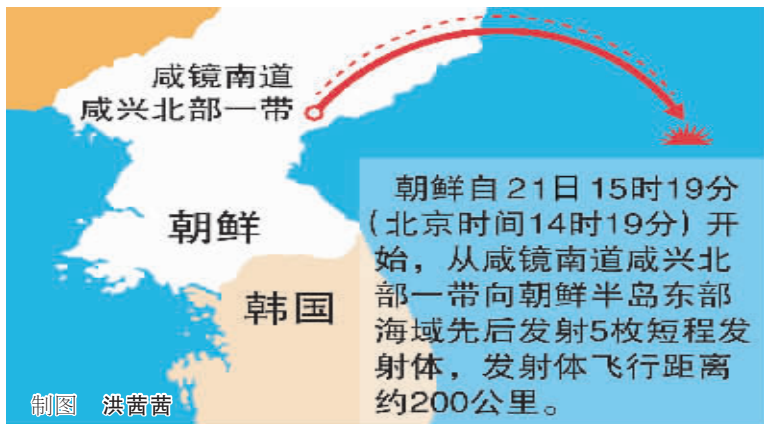 咸镜南道
咸兴北部一带
朝鲜
韩国
朝鲜自21日15时19分
(北京时间14时19分)开
始，从咸镜南道咸兴北
部一带向朝鲜半岛东部
海域先后发射5枚短程发
射体，发射体飞行距离
约200公里。
制图 洪茜茜